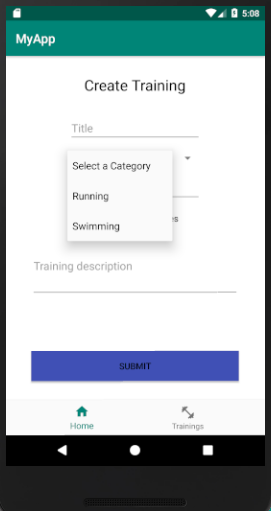 5:08
MyApp
Create Training
Title
Select a Category
Running
Swimming
Training description
SUBMIT
Home
Trainings